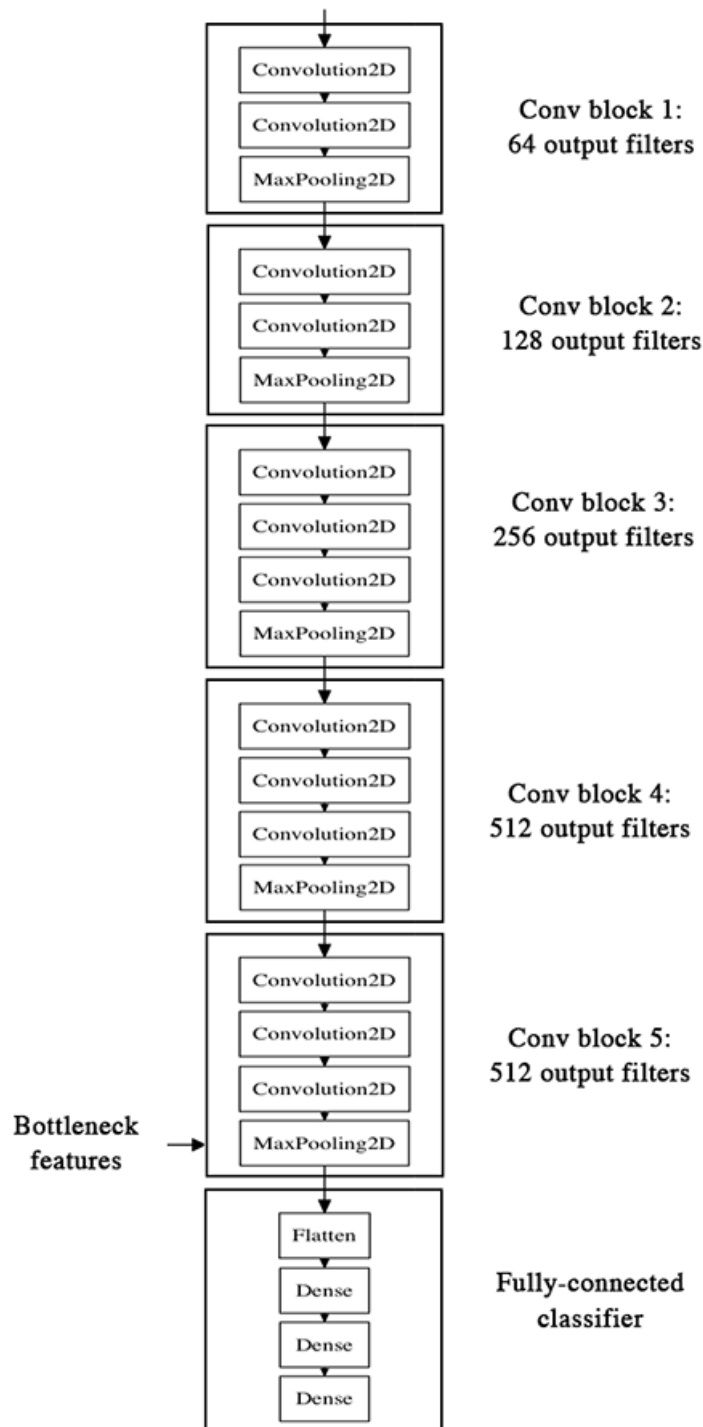 Convolution2D
Convolution2D
MaxPooling2D
Conv block 1:
64 output filters
Convolution2D
Convolution2D
MaxPooling2D
Conv block 2:
128 output filters
Convolution2D
Convolution2D
Convolution2D
MaxPooling2D
Conv block 3:
256 output filters
Convolution2D
Convolution2D
Convolution2D
MaxPooling2D
Conv block 4:
512 output filters
Convolution2D
Convolution2D
Convolution2D
MaxPooling2D
Conv block 5:
512 output filters
Bottleneck
features
Flatten
Dense
Dense
Dense
Fully-connected
classifier